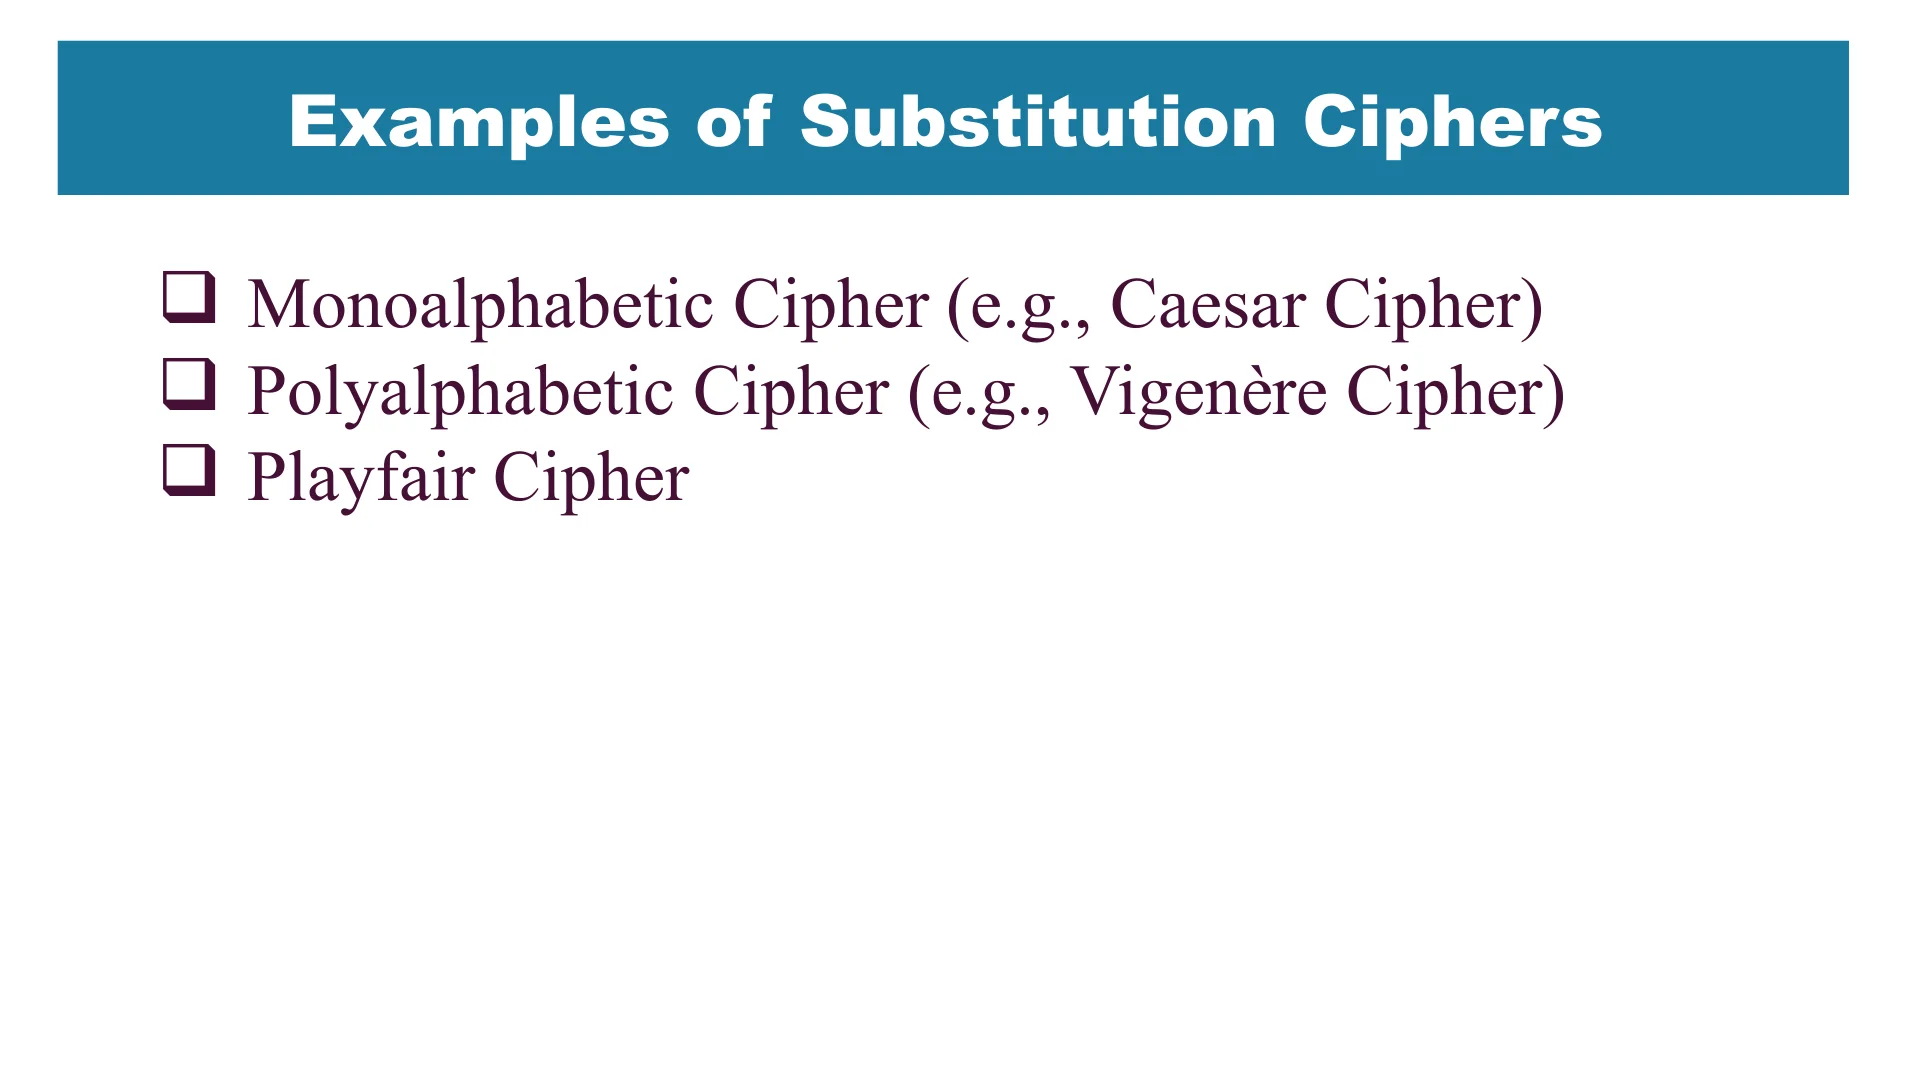 Examples of Substitution Ciphers
❑ Monoalphabetic Cipher (e.g., Caesar Cipher)
❑ Polyalphabetic Cipher (e.g., Vigenère Cipher)
❑ Playfair Cipher